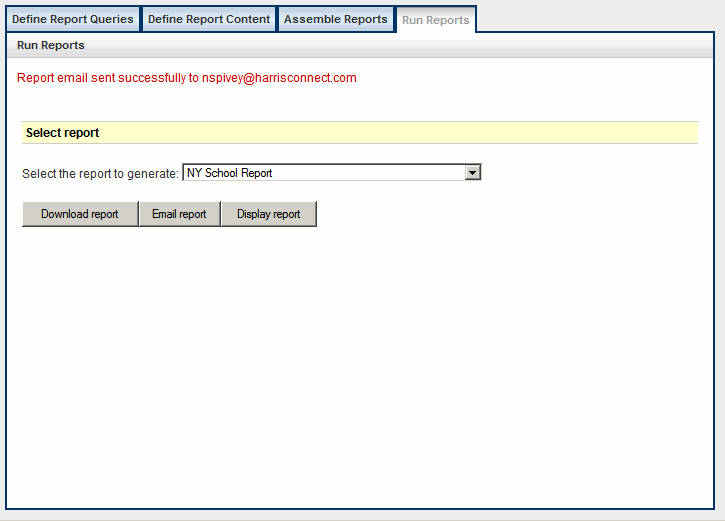 Define Report Queries Define Report Content Assemble Reports Run Reports
Run Reports
Report email sent successfully to nspivey@harrisconnect.com
Select report
Select the report to generate: NY School Report
Download report Email report Display report